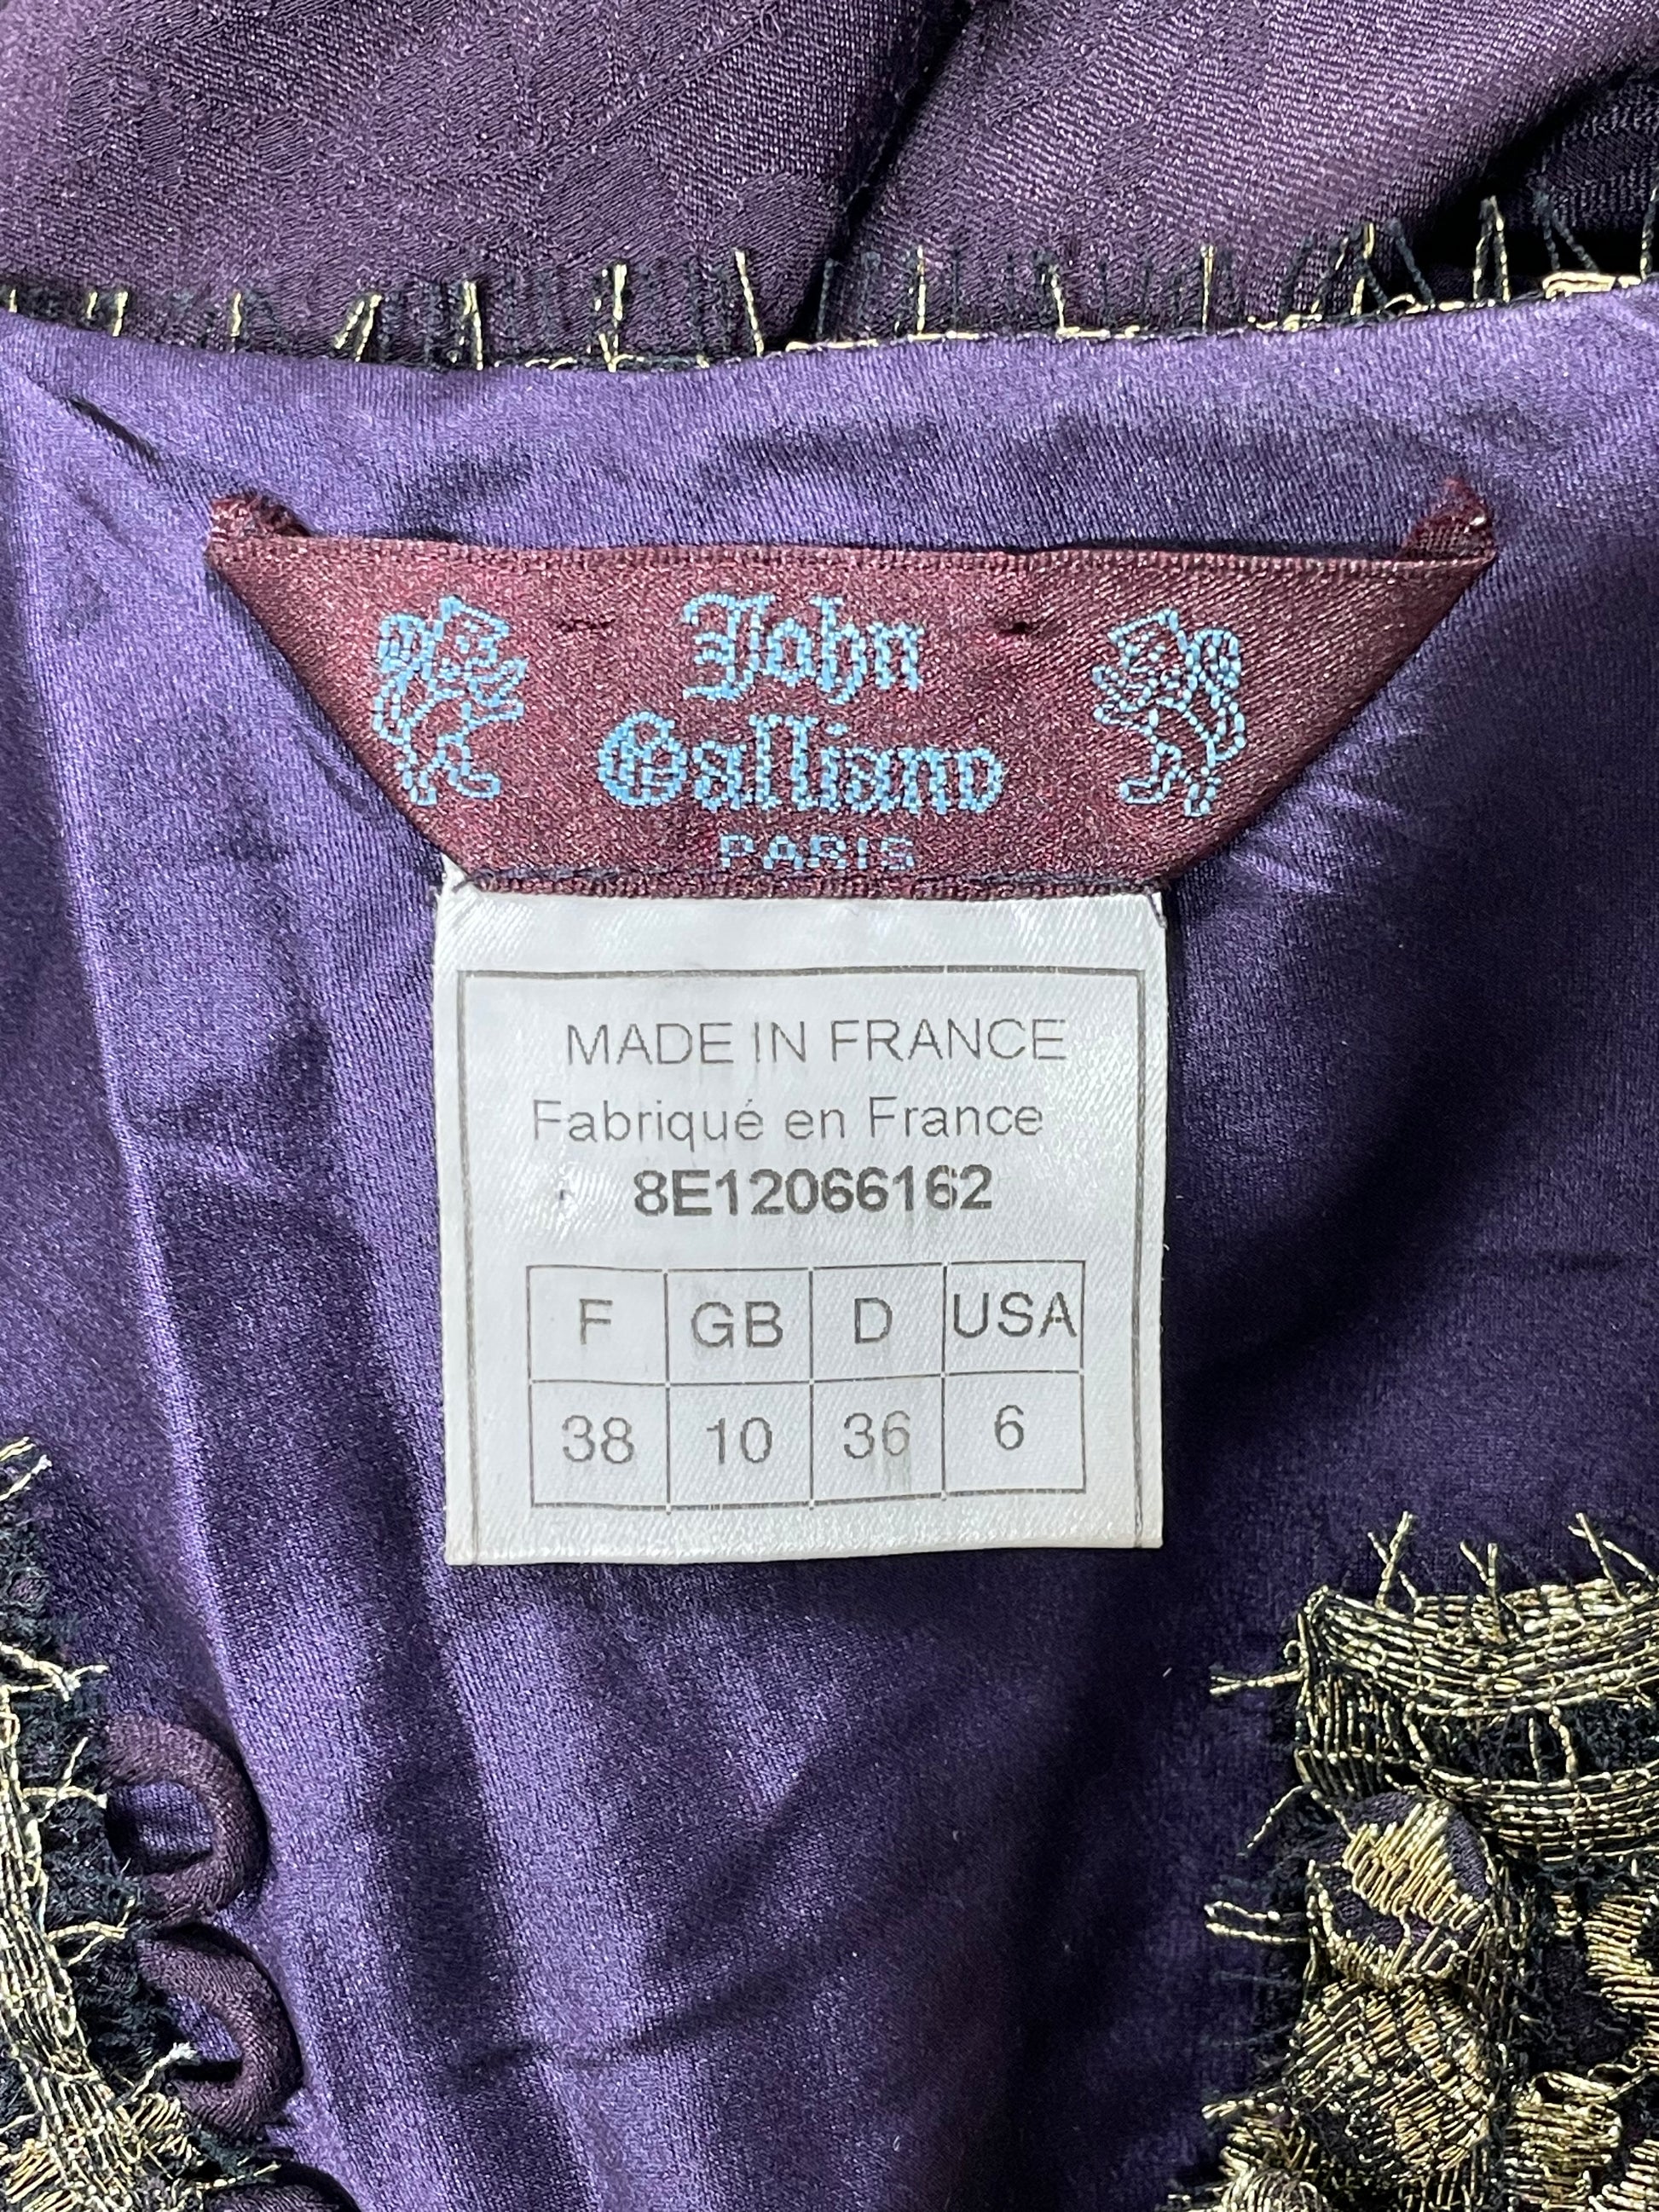 John
Galliano
PARIS
MADE IN FRANCE
Fabriqué en France
8E12066162
F GB D USA
38 10 36 6